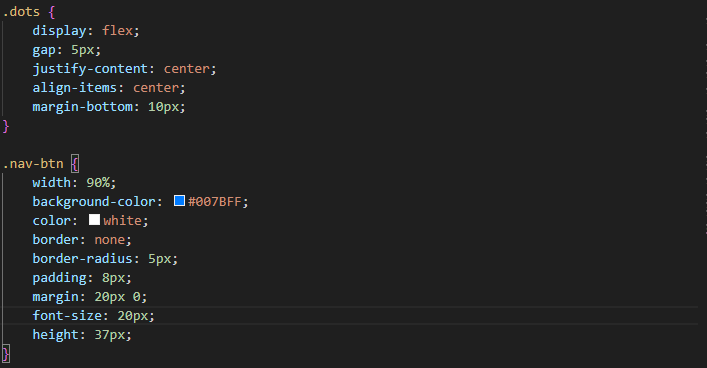 .dots {
    display: flex;
    gap: 5px;
    justify-content: center;
    align-items: center;
    margin-bottom: 10px;
}

.nav-btn {
    width: 90%;
    background-color: #007BFF;
    color: white;
    border: none;
    border-radius: 5px;
    padding: 8px;
    margin: 20px 0;
    font-size: 20px;
    height: 37px;
}